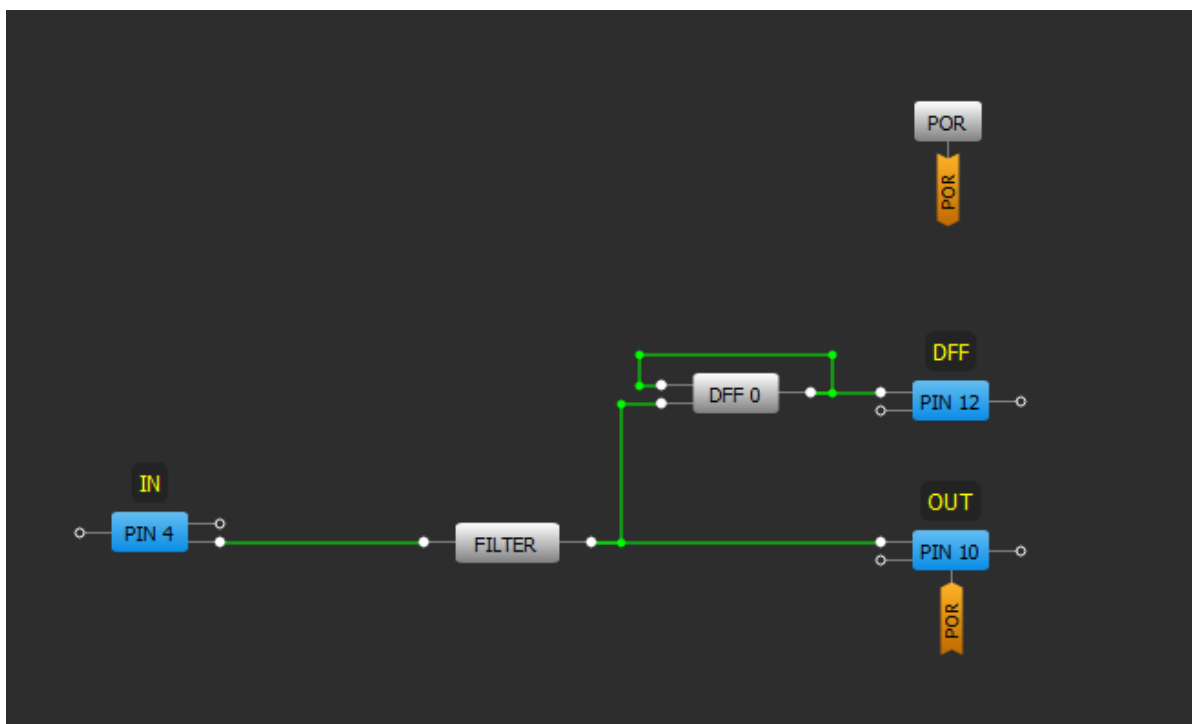 POR
POR
DFF
DFF 0
PIN 12
IN
OUT
PIN 4
FILTER
PIN 10
POR